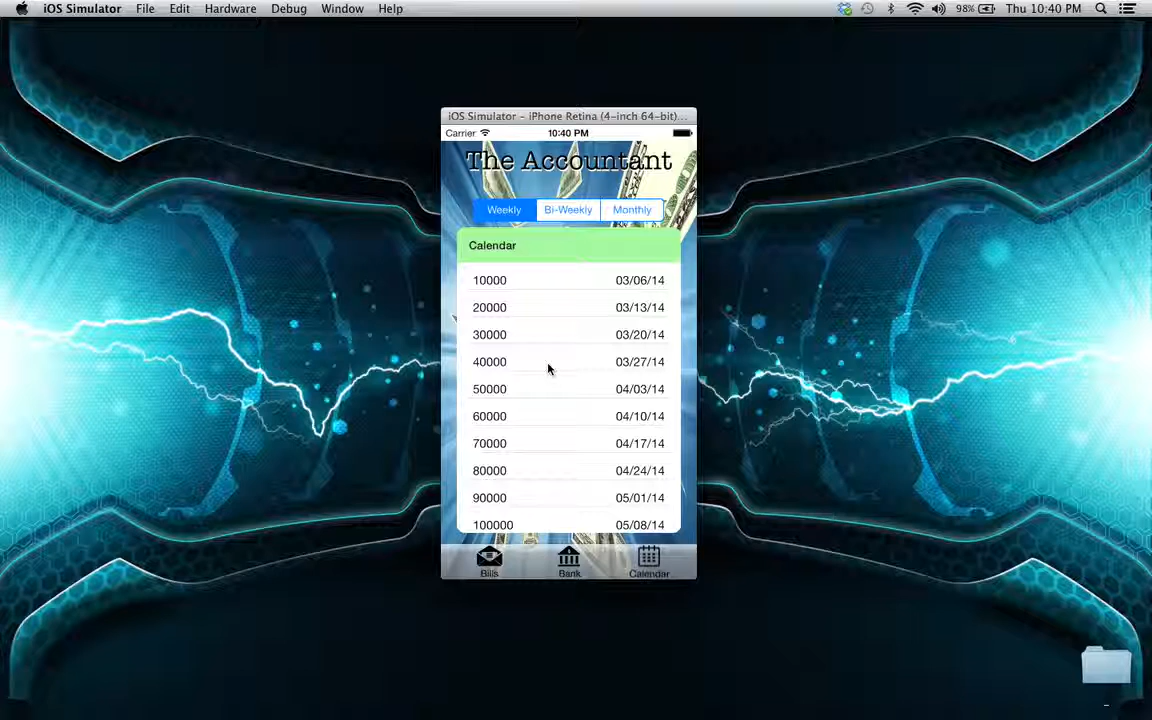 iOS Simulator File Edit Hardware Debug Window Help 98% Thu 10:40 PM
iOS Simulator – iPhone Retina (4-inch 64-bit)...
Carrier 10:40 PM
The Accountant
Weekly Bi-Weekly Monthly
Calendar
10000 03/06/14
20000 03/13/14
30000 03/20/14
40000 03/27/14
50000 04/03/14
60000 04/10/14
70000 04/17/14
80000 04/24/14
90000 05/01/14
100000 05/08/14
Bills Bank Calendar